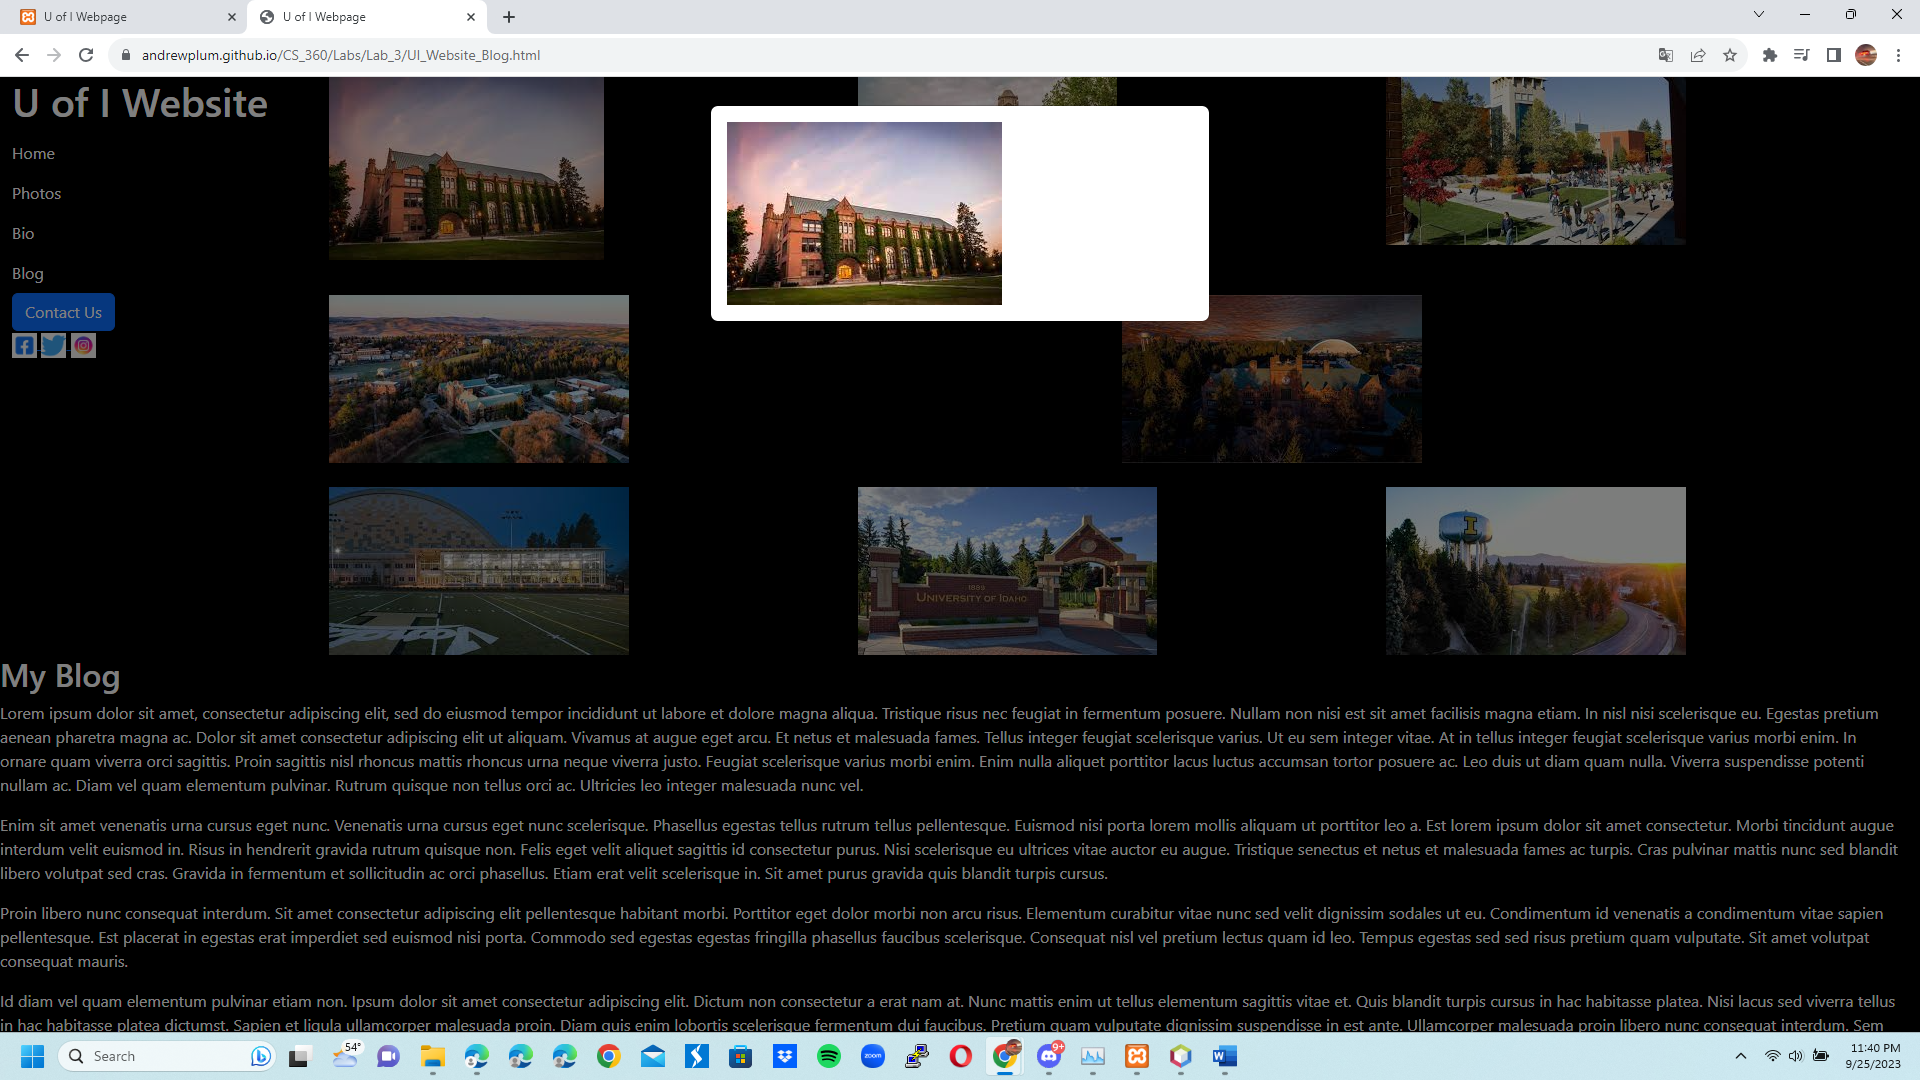 U of I Webpage
U of I Webpage
andrewplum.github.io/CS_360/Labs/Lab_3/UI_Website_Blog.html
U of I Website
Home
Photos
Bio
Blog
Contact Us
1889
UNIVERSITY OF IDAHO
I
My Blog
Lorem ipsum dolor sit amet, consectetur adipiscing elit, sed do eiusmod tempor incididunt ut labore et dolore magna aliqua. Tristique risus nec feugiat in fermentum posuere. Nullam non nisi est sit amet facilisis magna etiam. In nisl nisi scelerisque eu. Egestas pretium
aenean pharetra magna ac. Dolor sit amet consectetur adipiscing elit ut aliquam. Vivamus at augue eget arcu. Et netus et malesuada fames. Tellus integer feugiat scelerisque varius. Ut eu sem integer vitae. At in tellus integer feugiat scelerisque varius morbi enim. In
ornare quam viverra orci sagittis. Proin sagittis nisl rhoncus mattis rhoncus urna neque viverra justo. Feugiat scelerisque varius morbi enim. Enim nulla aliquet porttitor lacus luctus accumsan tortor posuere ac. Leo duis ut diam quam nulla. Viverra suspendisse potenti
nullam ac. Diam vel quam elementum pulvinar. Rutrum quisque non tellus orci ac. Ultricies leo integer malesuada nunc vel.
Enim sit amet venenatis urna cursus eget nunc. Venenatis urna cursus eget nunc scelerisque. Phasellus egestas tellus rutrum tellus pellentesque. Euismod nisi porta lorem mollis aliquam ut porttitor leo a. Est lorem ipsum dolor sit amet consectetur. Morbi tincidunt augue
interdum velit euismod in. Risus in hendrerit gravida rutrum quisque non. Felis eget velit aliquet sagittis id consectetur purus. Nisi scelerisque eu ultrices vitae auctor eu augue. Tristique senectus et netus et malesuada fames ac turpis. Cras pulvinar mattis nunc sed blandit
libero volutpat sed cras. Gravida in fermentum et sollicitudin ac orci phasellus. Etiam erat velit scelerisque in. Sit amet purus gravida quis blandit turpis cursus.
Proin libero nunc consequat interdum. Sit amet consectetur adipiscing elit pellentesque habitant morbi. Porttitor eget dolor morbi non arcu risus. Elementum curabitur vitae nunc sed velit dignissim sodales ut eu. Condimentum id venenatis a condimentum vitae sapien
pellentesque. Est placerat in egestas erat imperdiet sed euismod nisi porta. Commodo sed egestas egestas fringilla phasellus faucibus scelerisque. Consequat nisl vel pretium lectus quam id leo. Tempus egestas sed sed risus pretium quam vulputate. Sit amet volutpat
consequat mauris.
Id diam vel quam elementum pulvinar etiam non. Ipsum dolor sit amet consectetur adipiscing elit. Dictum non consectetur a erat nam at. Nunc mattis enim ut tellus elementum sagittis vitae et. Quis blandit turpis cursus in hac habitasse platea. Nisi lacus sed viverra tellus
in hac habitasse platea dictumst. Sapien et ligula ullamcorper malesuada proin. Diam quis enim lobortis scelerisque fermentum dui faucibus. Pretium quam vulputate dignissim suspendisse in est ante. Ullamcorper malesuada proin libero nunc consequat interdum. Sem
Search
54°
zoom
9+
W
11:40 PM
9/25/2023